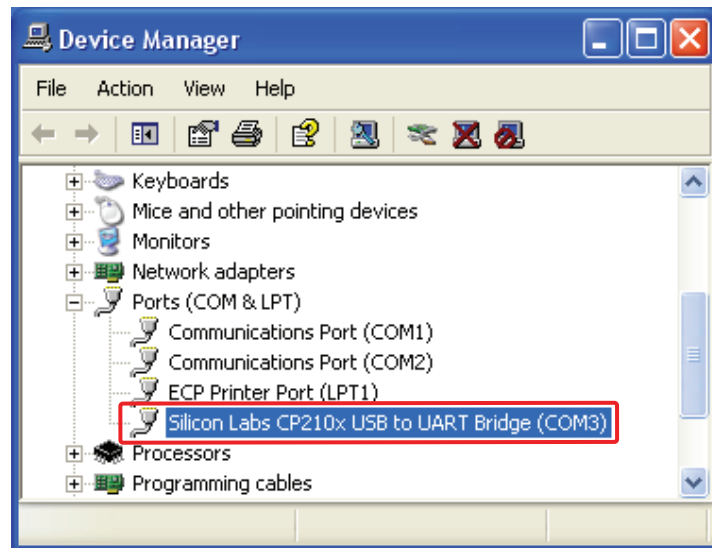 Device Manager
File Action View Help
Keyboards
Mice and other pointing devices
Monitors
Network adapters
Ports (COM & LPT)
Communications Port (COM1)
Communications Port (COM2)
ECP Printer Port (LPT1)
Silicon Labs CP210x USB to UART Bridge (COM3)
Processors
Programming cables